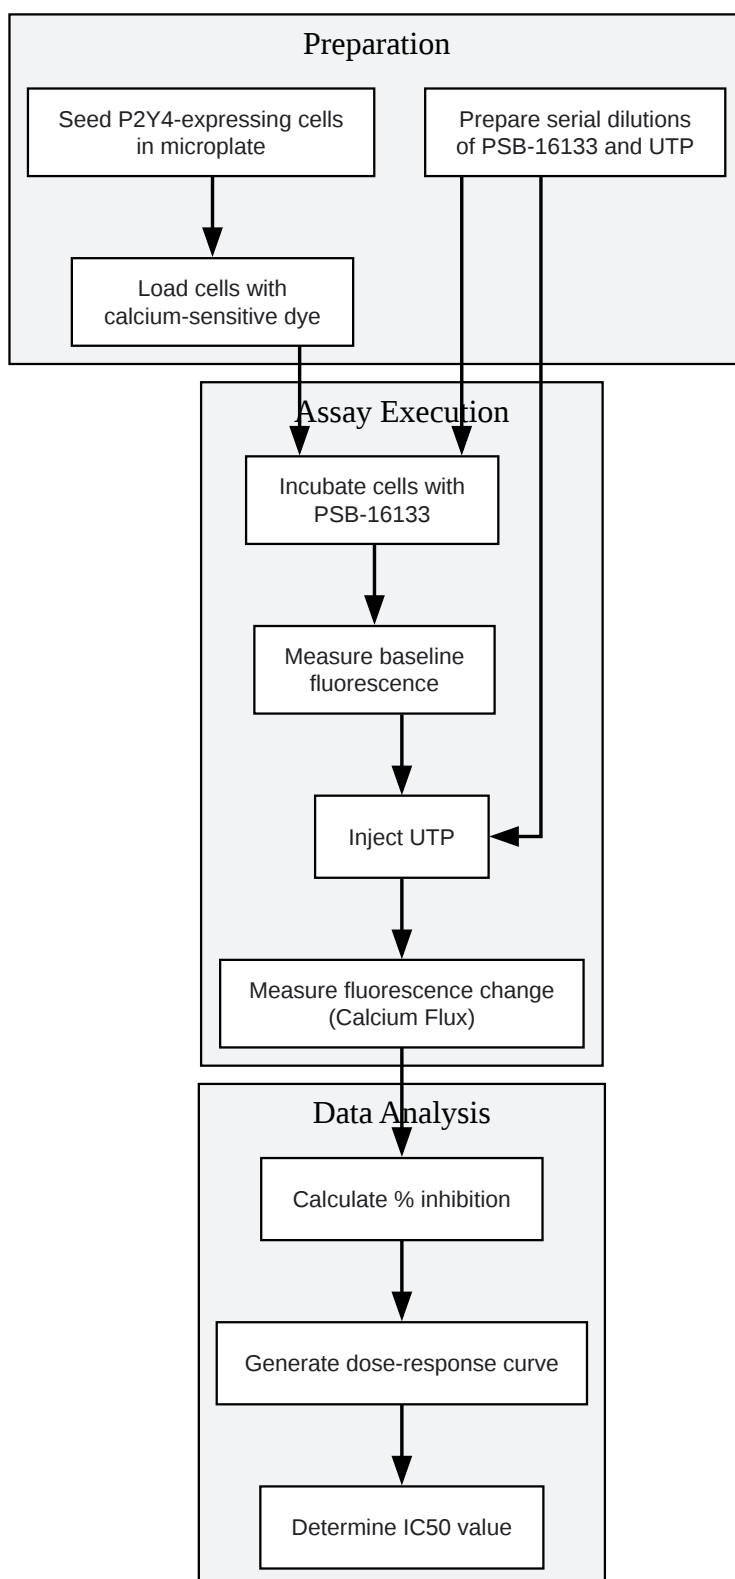 Preparation
Seed P2Y4-expressing cells
in microplate
Prepare serial dilutions
of PSB-16133 and UTP
Load cells with
calcium-sensitive dye
Assay Execution
Incubate cells with
PSB-16133
Measure baseline
fluorescence
Inject UTP
Measure fluorescence change
(Calcium Flux)
Data Analysis
Calculate % inhibition
Generate dose-response curve
Determine IC50 value